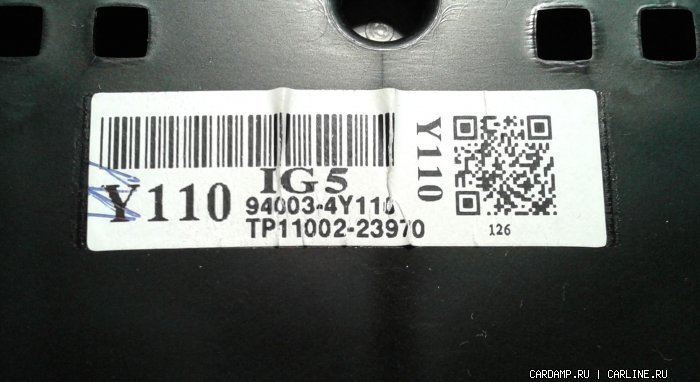 IG5
Y110
94003-4Y110
TP11002-23970
Y110
126
CARDAMP.RU | CARLINE.RU